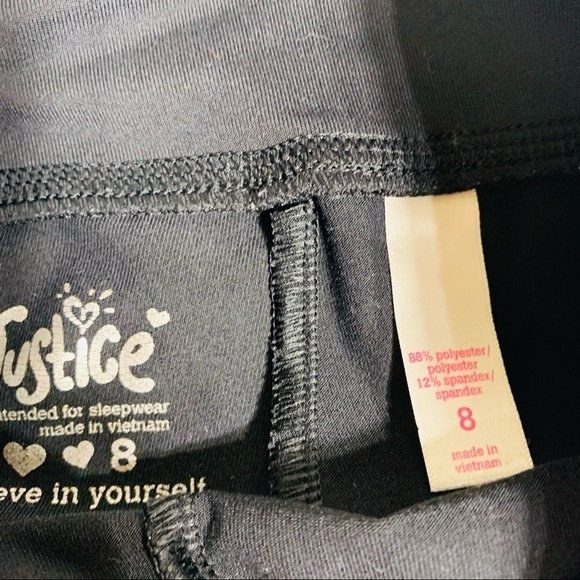 Justice
ntended for sleepwear
made in vietnam
8
eve in yourself
88% polyester/
polyester
12% spandex/
spandex
8
made in
vietnam